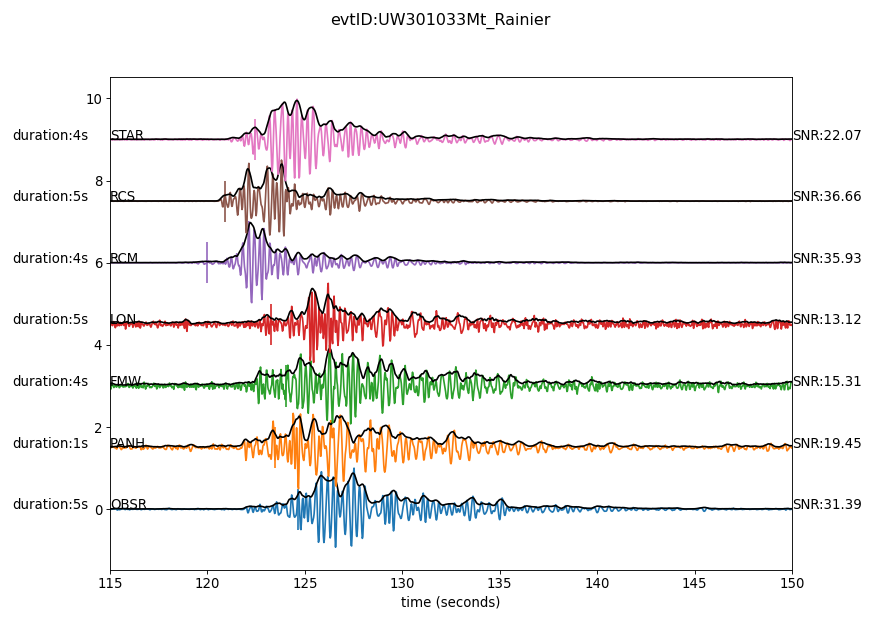 evtID:UW301033Mt_Rainier
10
duration:4s STAR SNR:22.07
8
duration:5s RCS SNR:36.66
duration:4s RCM SNR:35.93
6
duration:5s LON SNR:13.12
4
duration:4s FMW SNR:15.31
2
duration:1s PANH SNR:19.45
duration:5s OBSR SNR:31.39
0
115 120 125 130 135 140 145 150
time (seconds)